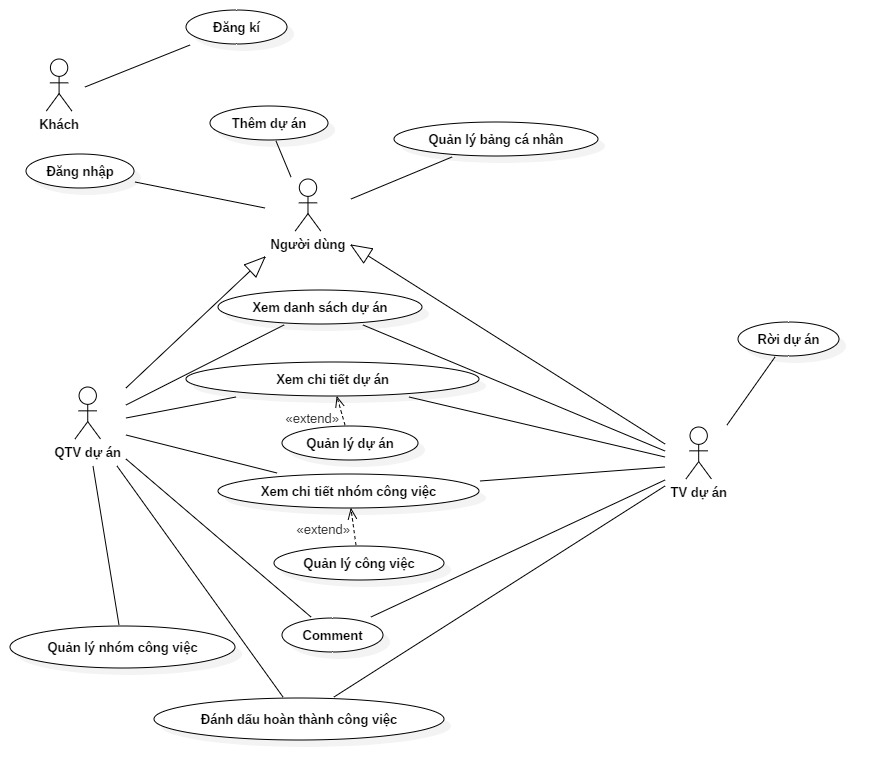 Đăng kí
Khách
Thêm dự án
Quản lý bảng cá nhân
Đăng nhập
Người dùng
Xem danh sách dự án
Rời dự án
Xem chi tiết dự án
«extend»
Quản lý dự án
QTV dự án
Xem chi tiết nhóm công việc
TV dự án
«extend»
Quản lý công việc
Comment
Quản lý nhóm công việc
Đánh dấu hoàn thành công việc